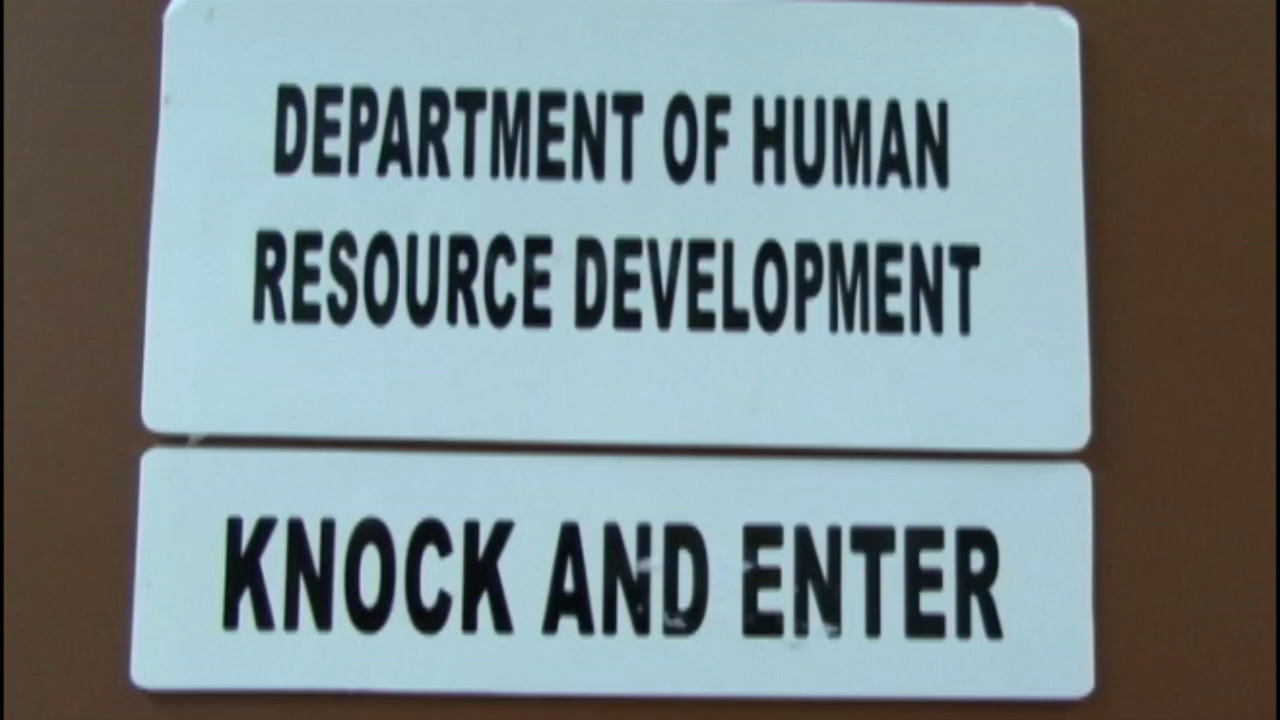 DEPARTMENT OF HUMAN
RESOURCE DEVELOPMENT
KNOCK AND ENTER